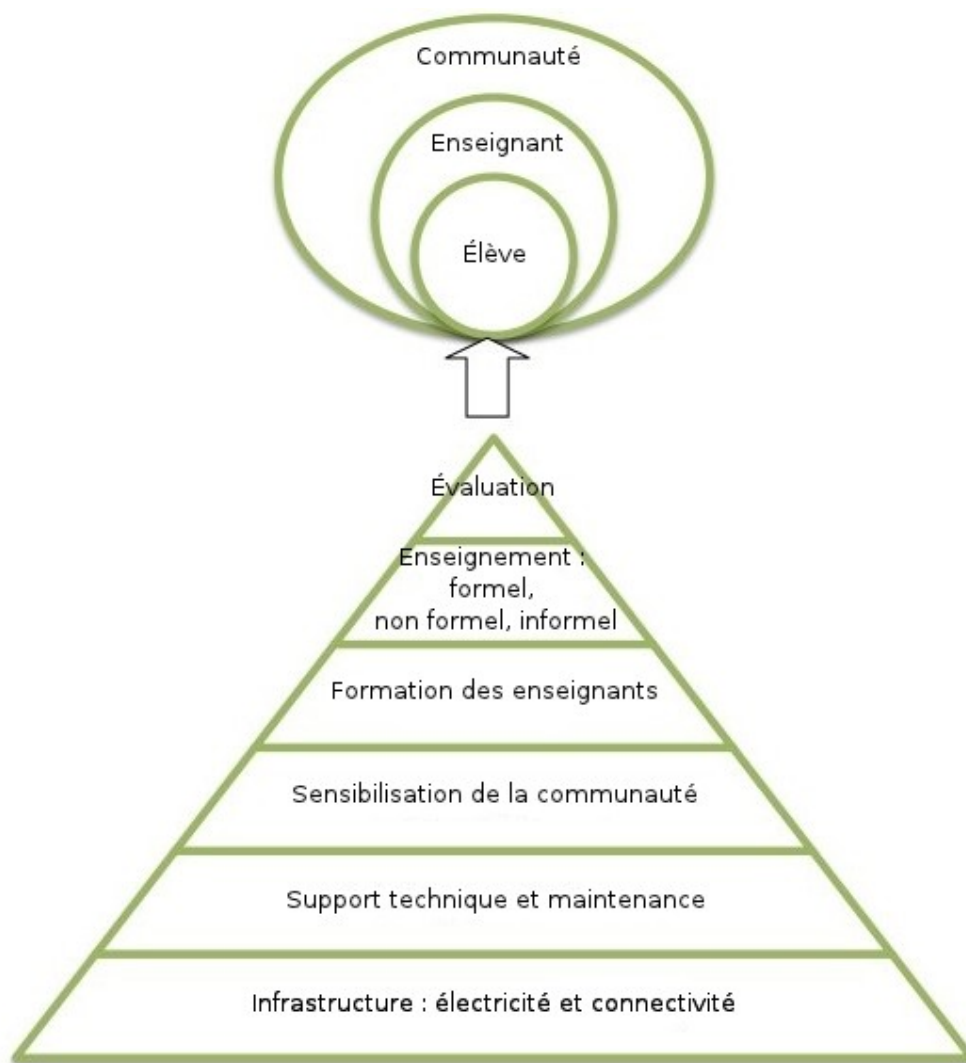 Communauté
Enseignant
Élève
Évaluation
Enseignement :
formel,
non formel, informel
Formation des enseignants
Sensibilisation de la communauté
Support technique et maintenance
Infrastructure : électricité et connectivité